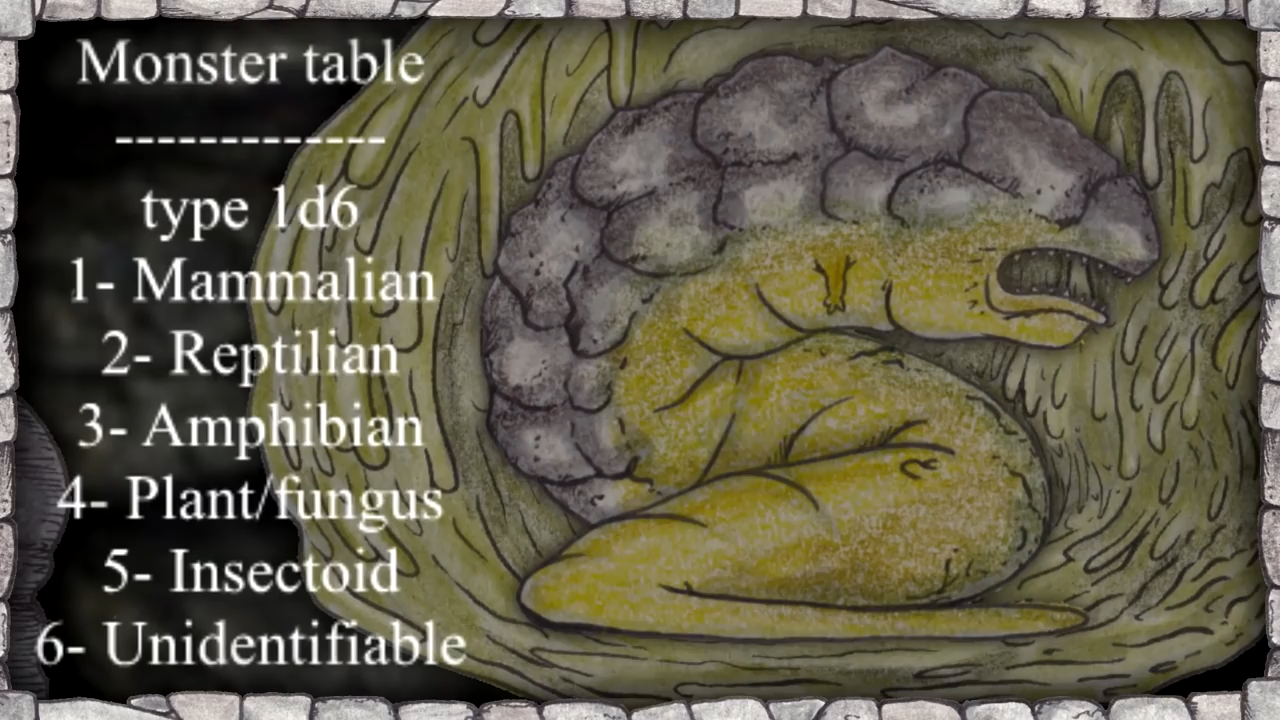 Monster table
-------------
type 1d6
1- Mammalian
2- Reptilian
3- Amphibian
4- Plant/fungus
5- Insectoid
6- Unidentifiable